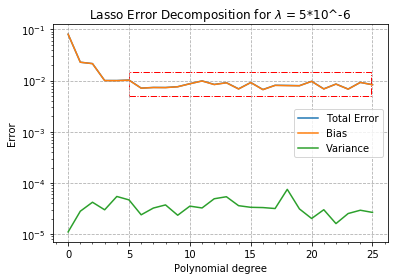 Lasso Error Decomposition for λ = 5*10^-6
Error
10⁻¹
10⁻²
10⁻³
10⁻⁴
10⁻⁵
Total Error
Bias
Variance
0 5 10 15 20 25
Polynomial degree